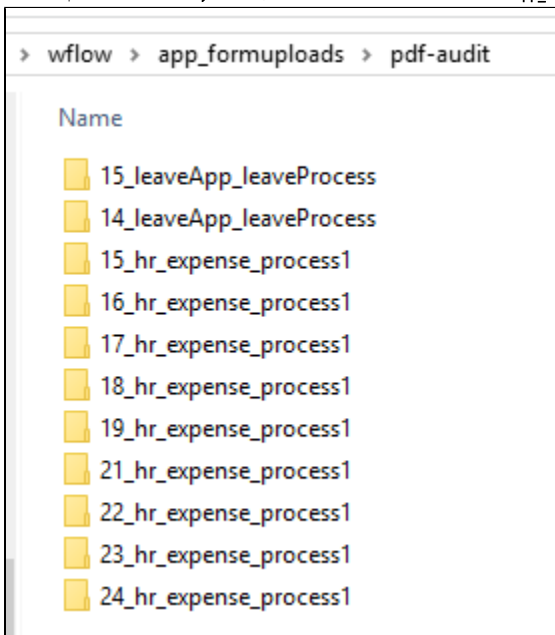 > wflow > app_formuploads > pdf-audit
Name
15_leaveApp_leaveProcess
14_leaveApp_leaveProcess
15_hr_expense_process1
16_hr_expense_process1
17_hr_expense_process1
18_hr_expense_process1
19_hr_expense_process1
21_hr_expense_process1
22_hr_expense_process1
23_hr_expense_process1
24_hr_expense_process1